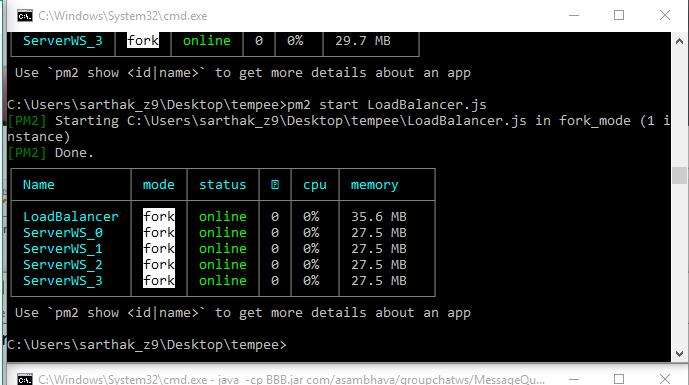 C:\Windows\System32\cmd.exe
ServerWS_3 fork online 0 0% 29.7 MB
Use `pm2 show <id|name>` to get more details about an app
C:\Users\sarthak_z9\Desktop\tempee>pm2 start LoadBalancer.js
[PM2] Starting C:\Users\sarthak_z9\Desktop\tempee\LoadBalancer.js in fork_mode (1 i
nstance)
[PM2] Done.
Name mode status cpu memory
LoadBalancer fork online 0 0% 35.6 MB
ServerWS_0 fork online 0 0% 27.5 MB
ServerWS_1 fork online 0 0% 27.5 MB
ServerWS_2 fork online 0 0% 27.5 MB
ServerWS_3 fork online 0 0% 27.5 MB
Use `pm2 show <id|name>` to get more details about an app
C:\Users\sarthak_z9\Desktop\tempee>
C:\Windows\System32\cmd.exe - java -cp BBB.jar com/asambhava/groupchatws/MessageQu...